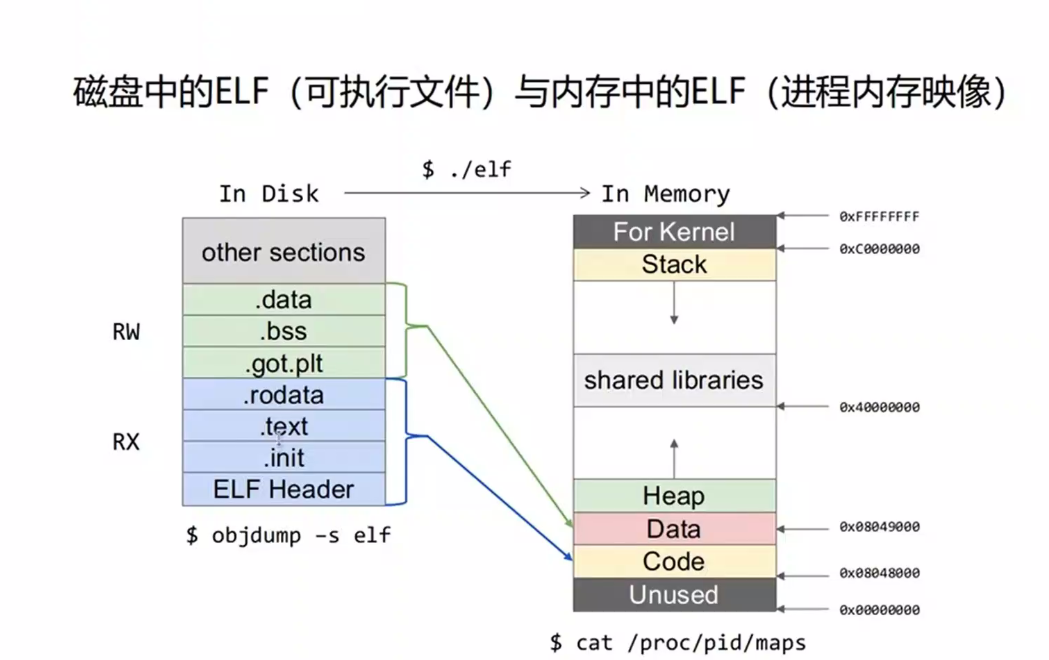 磁盘中的ELF（可执行文件）与内存中的ELF（进程内存映像）
$ ./elf
In Disk
In Memory
other sections
.data
.bss
.got.plt
.rodata
.text
.init
ELF Header
RW
RX
$ objdump -s elf
For Kernel
Stack
shared libraries
Heap
Data
Code
Unused
0xFFFFFFFF
0xC0000000
0x40000000
0x08049000
0x08048000
0x00000000
$ cat /proc/pid/maps